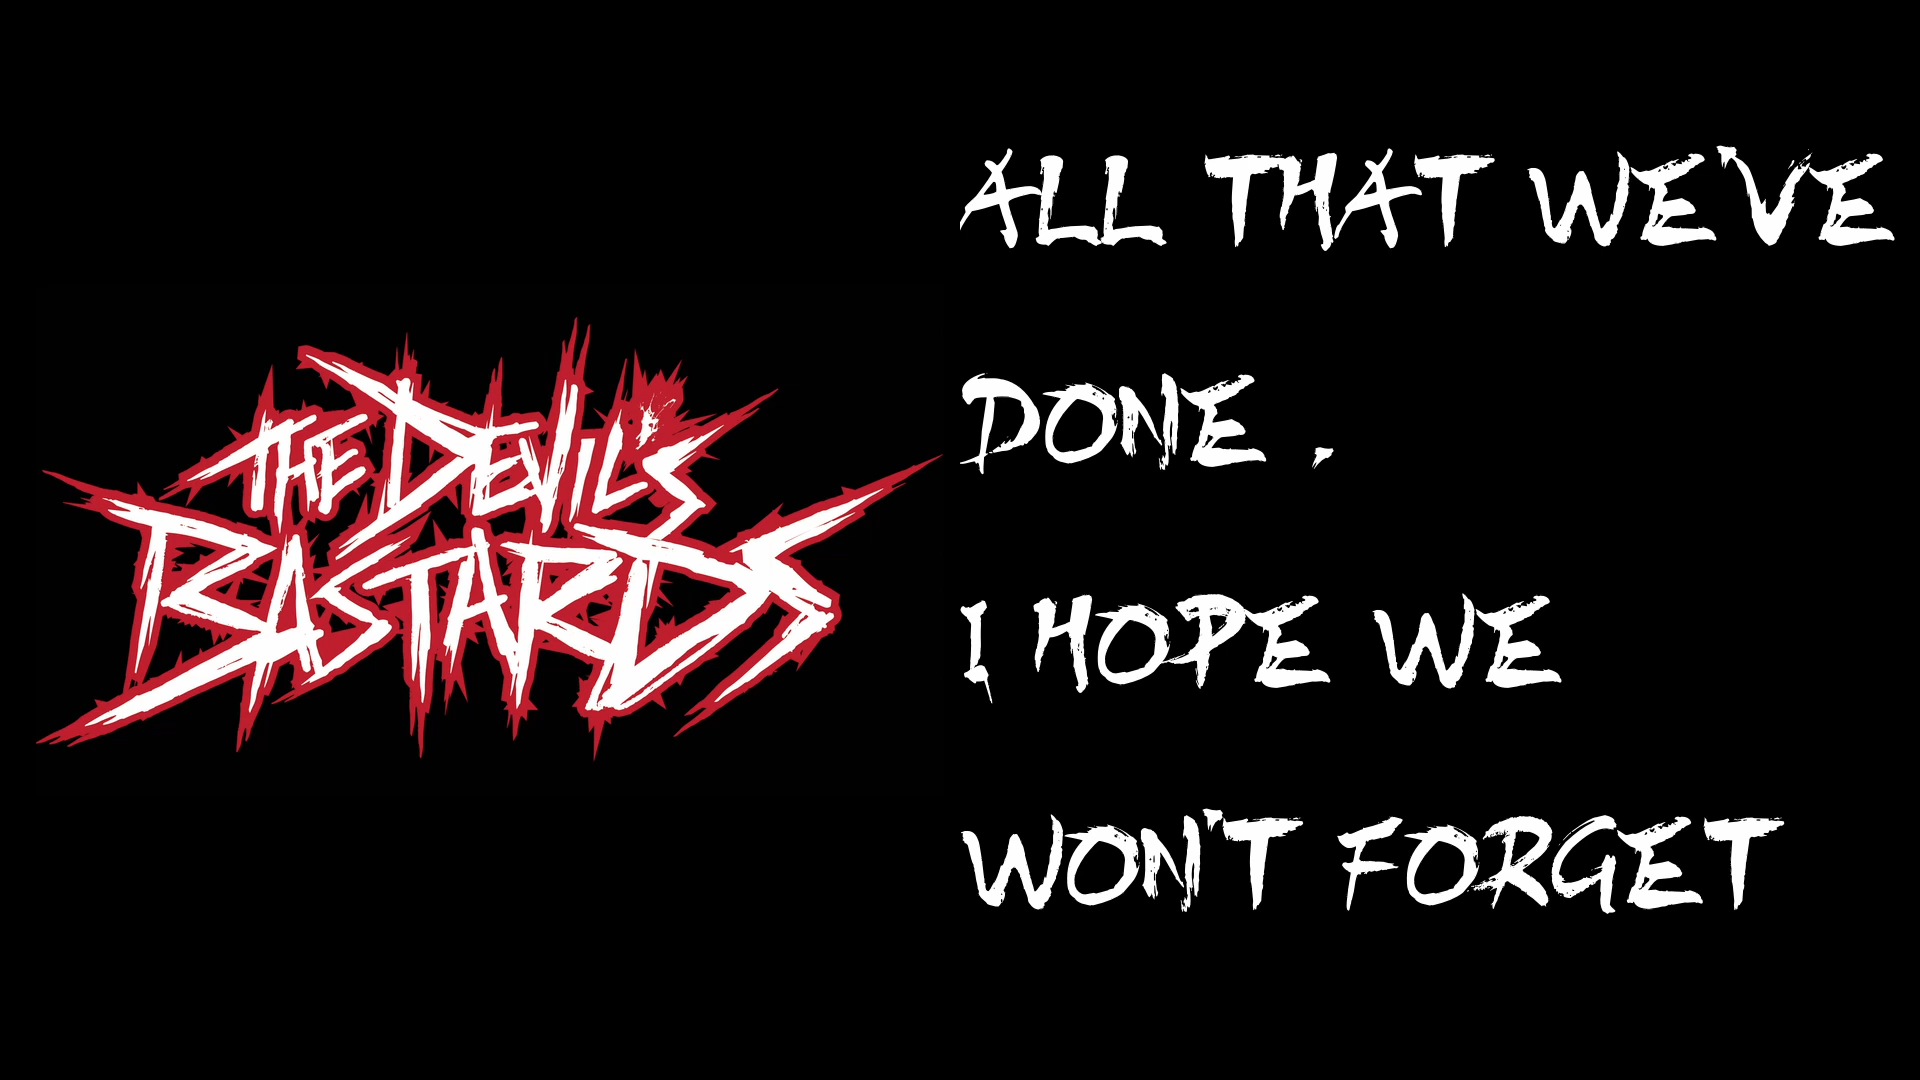 THE DEVIL'S
BASTARDS
ALL THAT WE'VE
DONE .
I HOPE WE
WON'T FORGET